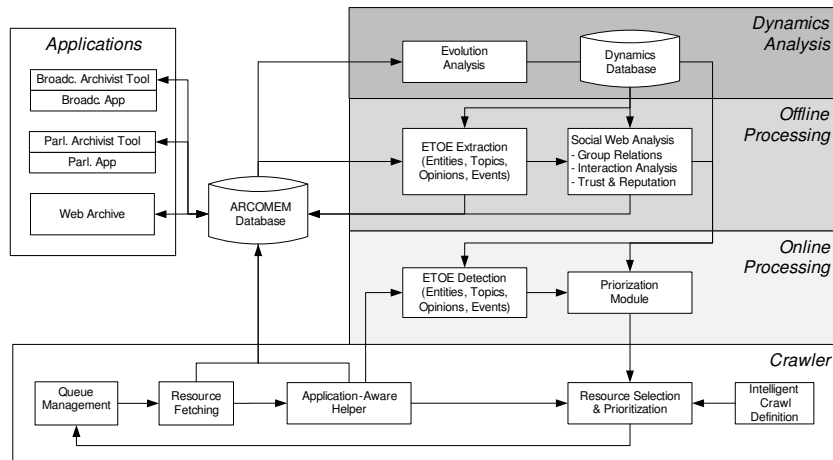 Applications
Broadc. Archivist Tool
Broadc. App
Parl. Archivist Tool
Parl. App
Web Archive
ARCOMEM
Database
Dynamics
Analysis
Evolution
Analysis
Dynamics
Database
Offline
Processing
ETOE Extraction
(Entities, Topics,
Opinions, Events)
Social Web Analysis
- Group Relations
- Interaction Analysis
- Trust & Reputation
Online
Processing
ETOE Detection
(Entities, Topics,
Opinions, Events)
Priorization
Module
Crawler
Queue
Management
Resource
Fetching
Application-Aware
Helper
Resource Selection
& Prioritization
Intelligent
Crawl
Definition